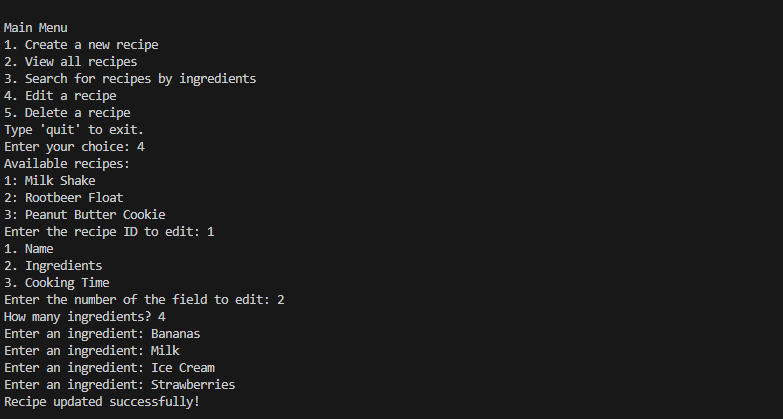 Main Menu
1. Create a new recipe
2. View all recipes
3. Search for recipes by ingredients
4. Edit a recipe
5. Delete a recipe
Type 'quit' to exit.
Enter your choice: 4
Available recipes:
1: Milk Shake
2: Rootbeer Float
3: Peanut Butter Cookie
Enter the recipe ID to edit: 1
1. Name
2. Ingredients
3. Cooking Time
Enter the number of the field to edit: 2
How many ingredients? 4
Enter an ingredient: Bananas
Enter an ingredient: Milk
Enter an ingredient: Ice Cream
Enter an ingredient: Strawberries
Recipe updated successfully!